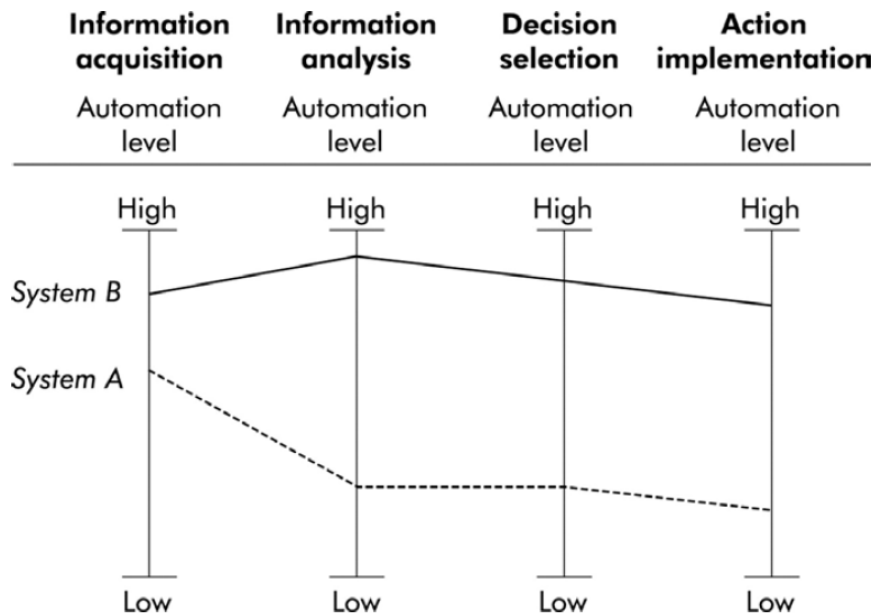 Information Information Decision Action
acquisition analysis selection implementation
Automation Automation Automation Automation
level level level level
High High High High
System B
System A
Low Low Low Low